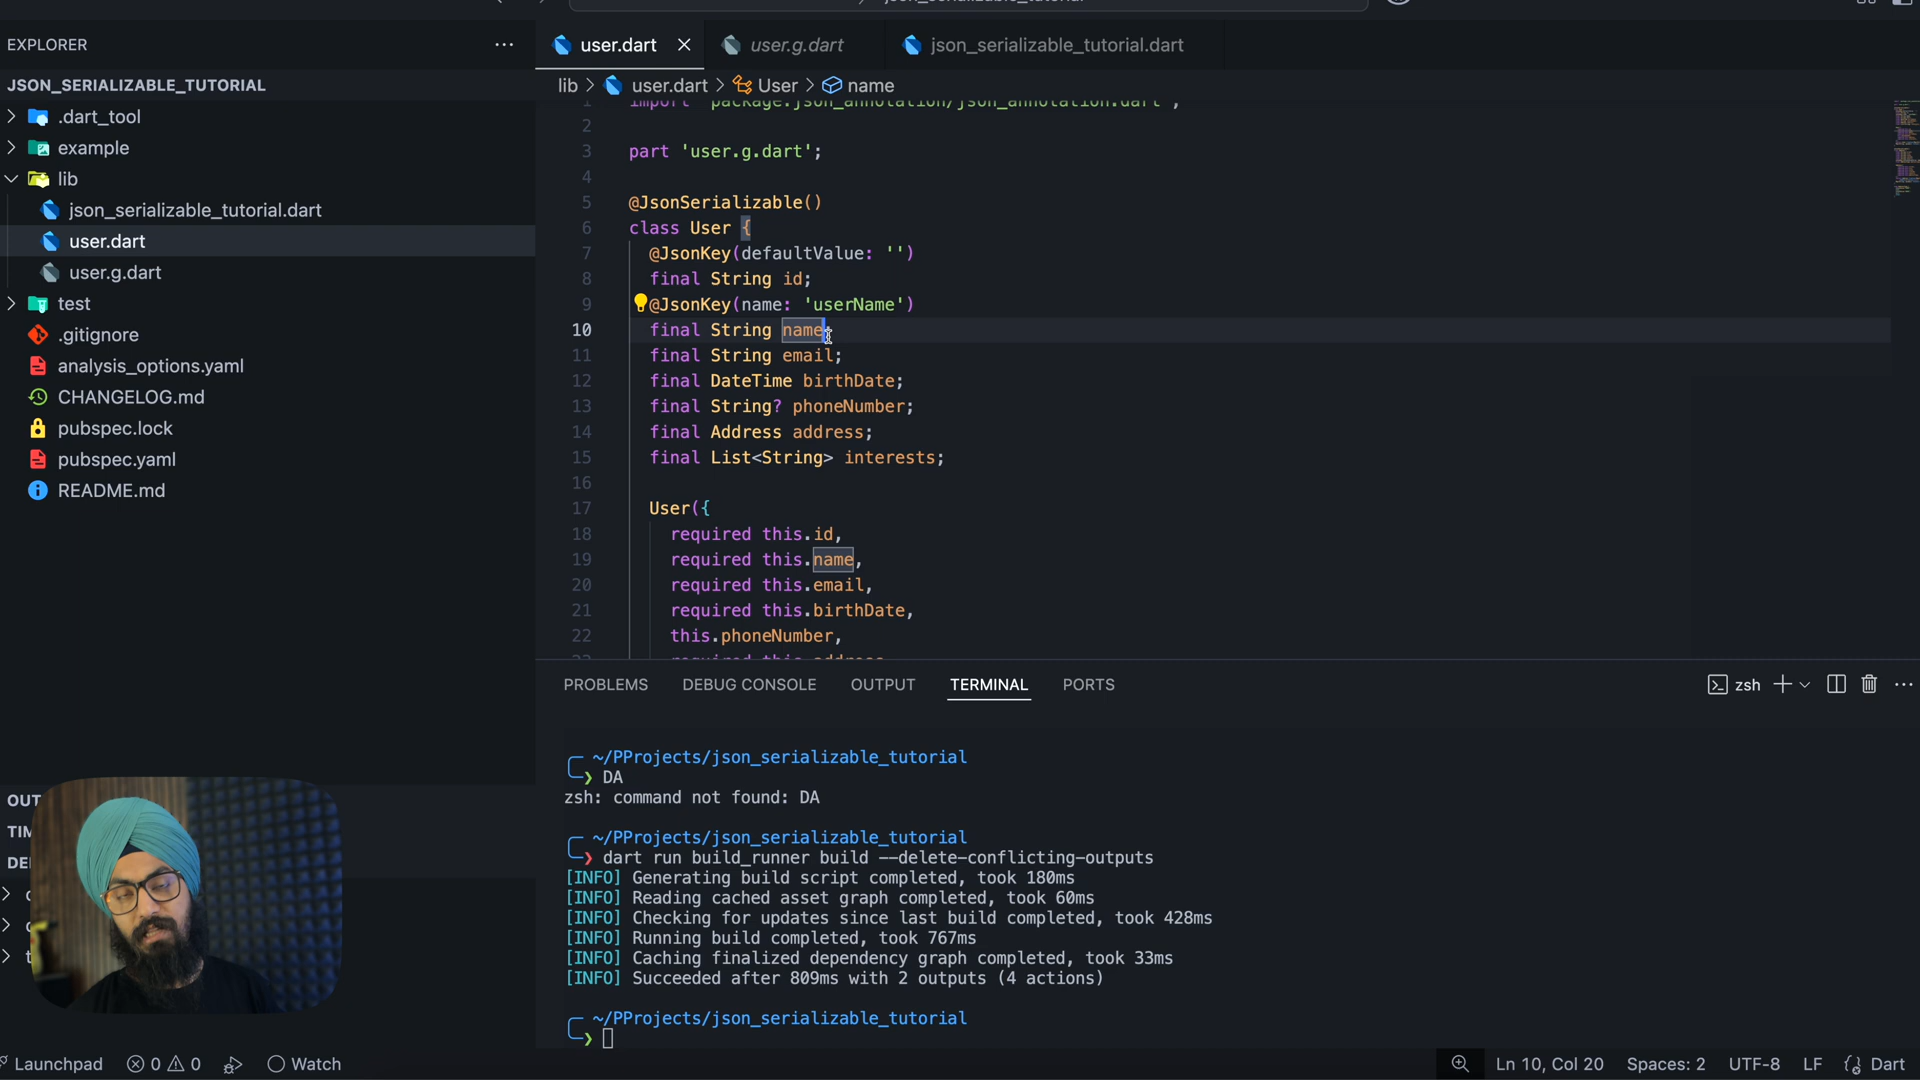 EXPLORER
JSON_SERIALIZABLE_TUTORIAL
.dart_tool
example
lib
json_serializable_tutorial.dart
user.dart
user.g.dart
test
.gitignore
analysis_options.yaml
CHANGELOG.md
pubspec.lock
pubspec.yaml
README.md
user.dart
user.g.dart
json_serializable_tutorial.dart
lib > user.dart > User > name
1 import 'package:json_annotation/json_annotation.dart';
2
3 part 'user.g.dart';
4
5 @JsonSerializable()
6 class User {
7 @JsonKey(defaultValue: '')
8 final String id;
9 @JsonKey(name: 'userName')
10 final String name;
11 final String email;
12 final DateTime birthDate;
13 final String? phoneNumber;
14 final Address address;
15 final List<String> interests;
16
17 User({
18 required this.id,
19 required this.name,
20 required this.email,
21 required this.birthDate,
22 this.phoneNumber,
23 required this.address
PROBLEMS DEBUG CONSOLE OUTPUT TERMINAL PORTS
zsh
~/PProjects/json_serializable_tutorial
❯ DA
zsh: command not found: DA
~/PProjects/json_serializable_tutorial
❯ dart run build_runner build --delete-conflicting-outputs
[INFO] Generating build script completed, took 180ms
[INFO] Reading cached asset graph completed, took 60ms
[INFO] Checking for updates since last build completed, took 428ms
[INFO] Running build completed, took 767ms
[INFO] Caching finalized dependency graph completed, took 33ms
[INFO] Succeeded after 809ms with 2 outputs (4 actions)
~/PProjects/json_serializable_tutorial
❯
OUT
TIM
DE
Launchpad 0 0 Watch
Ln 10, Col 20 Spaces: 2 UTF-8 LF Dart